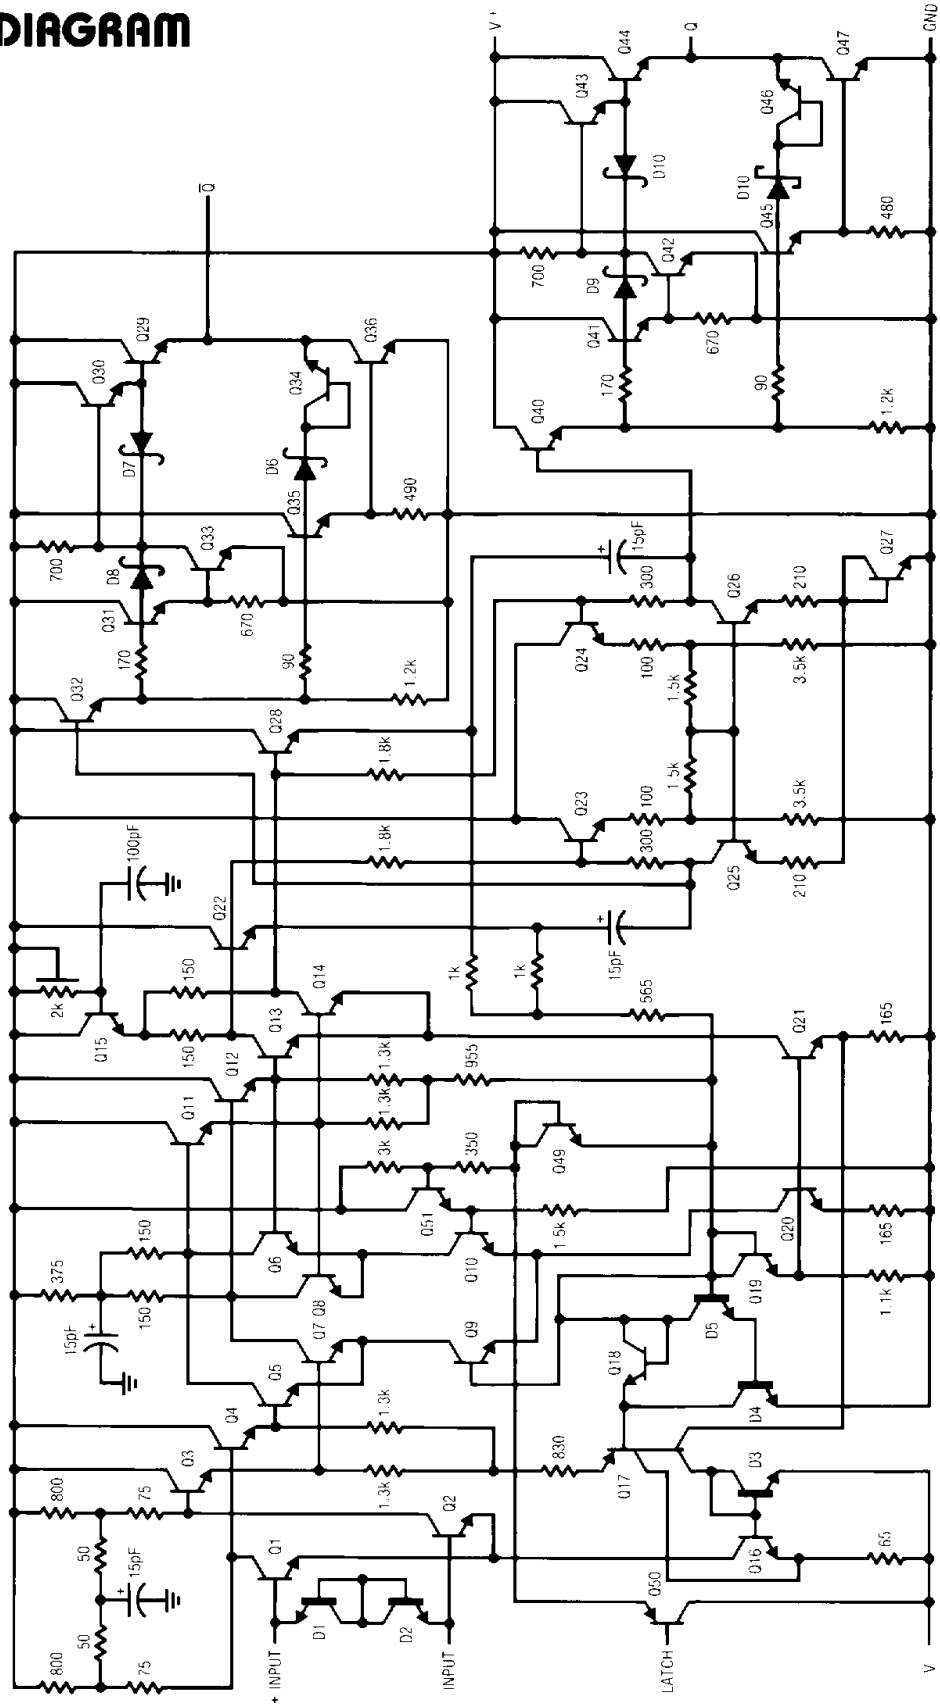 DIAGRAM
V+
Q44
Q
Q47
GND
Q43
Q46
D10
D10
Q45
480
700
Q42
D9
Q41
670
170
90
Q40
1.2k
Q̅
Q29
Q30
Q34
Q36
D7
D6
Q35
490
700
Q33
D8
Q31
670
170
90
Q32
1.2k
15pF
300
Q26
210
Q27
Q24
100
1.5k
3.5k
Q28
1.8k
1.5k
Q23
100
3.5k
300
1.8k
Q25
210
100pF
Q22
15pF
2k
150
Q14
1k
1k
565
Q15
150
Q13
Q12
1.3k
955
Q21
165
Q11
1.3k
3k
350
Q49
Q51
1.5k
Q20
165
375
150
Q6
Q10
Q19
1.1k
15pF
150
Q7
Q8
Q9
D5
Q18
Q5
Q4
1.3k
D4
Q3
800
75
1.3k
830
Q17
D3
Q2
50
15pF
Q1
Q16
65
50
D1
D2
Q50
800
75
+ INPUT
INPUT
LATCH
V